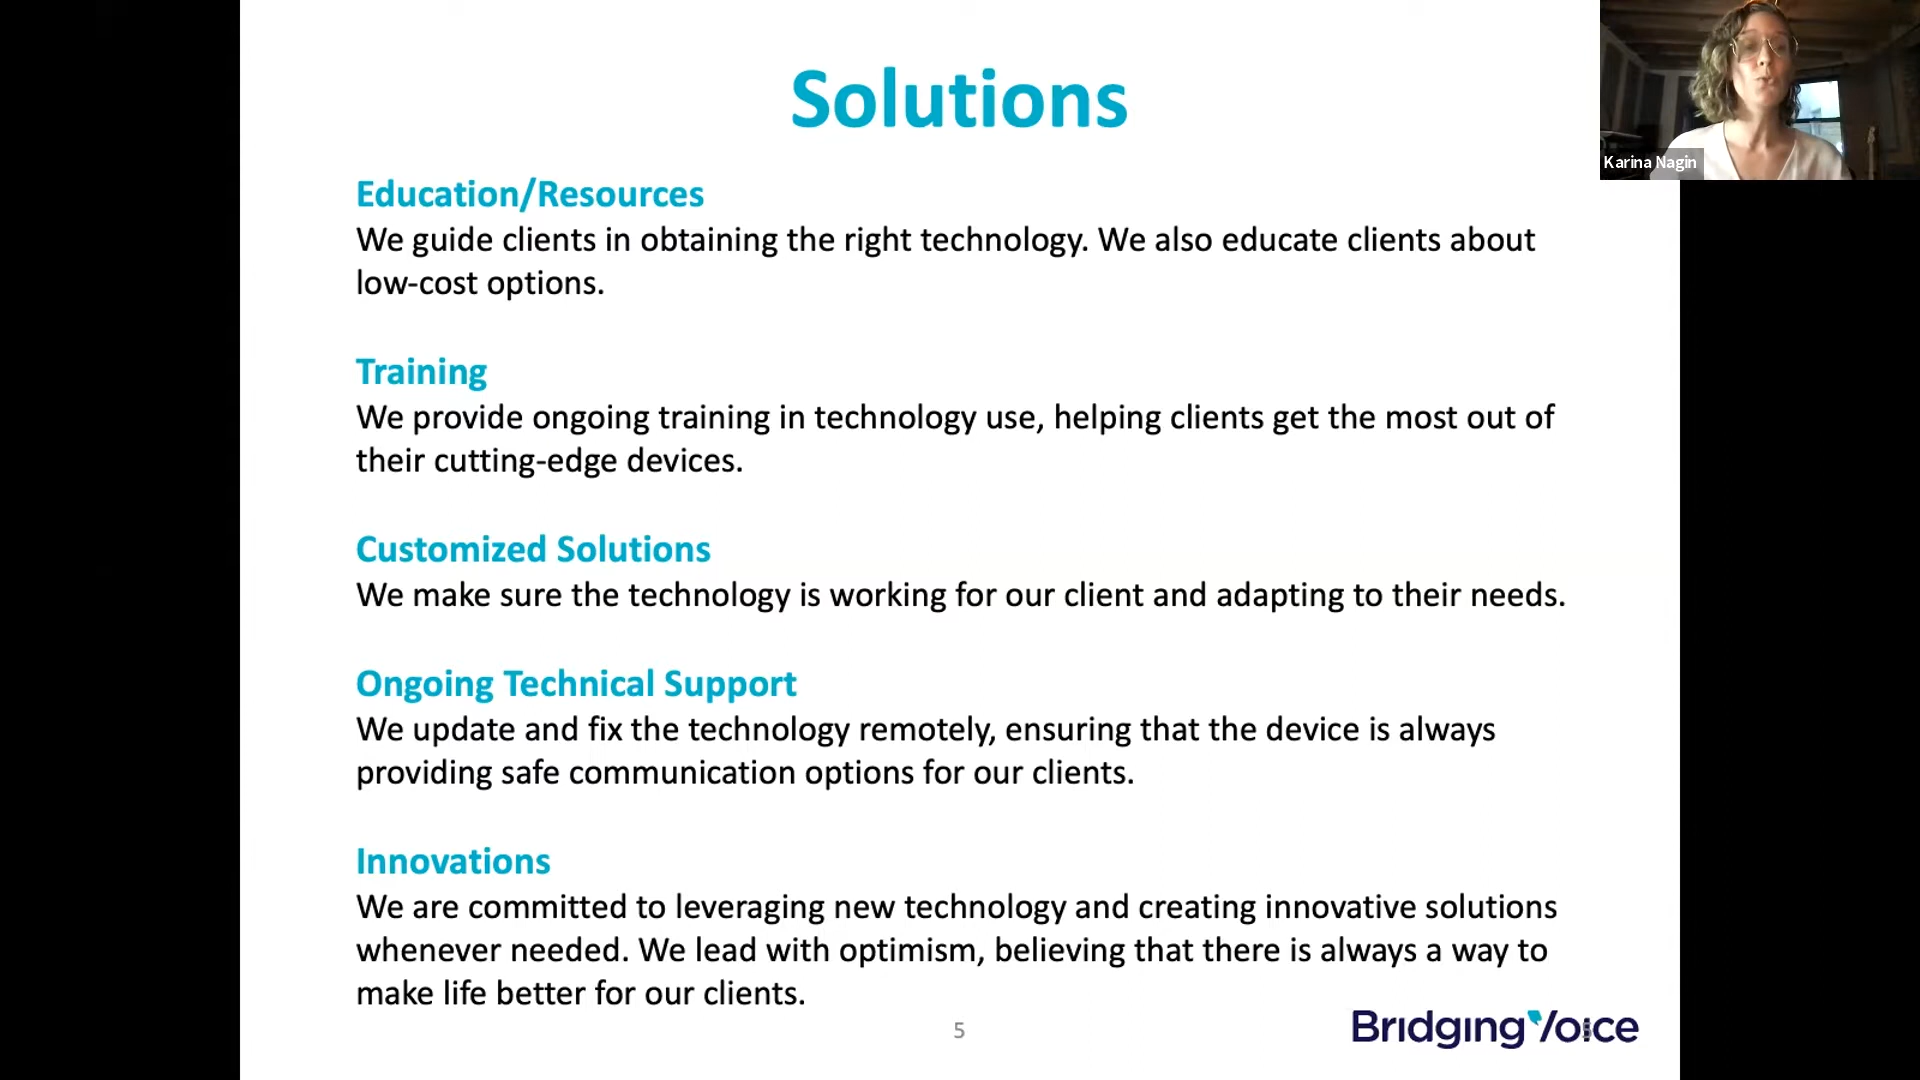 Solutions
Karina Nagin
Education/Resources
We guide clients in obtaining the right technology. We also educate clients about
low-cost options.
Training
We provide ongoing training in technology use, helping clients get the most out of
their cutting-edge devices.
Customized Solutions
We make sure the technology is working for our client and adapting to their needs.
Ongoing Technical Support
We update and fix the technology remotely, ensuring that the device is always
providing safe communication options for our clients.
Innovations
We are committed to leveraging new technology and creating innovative solutions
whenever needed. We lead with optimism, believing that there is always a way to
make life better for our clients.
5
BridgingVoice
5